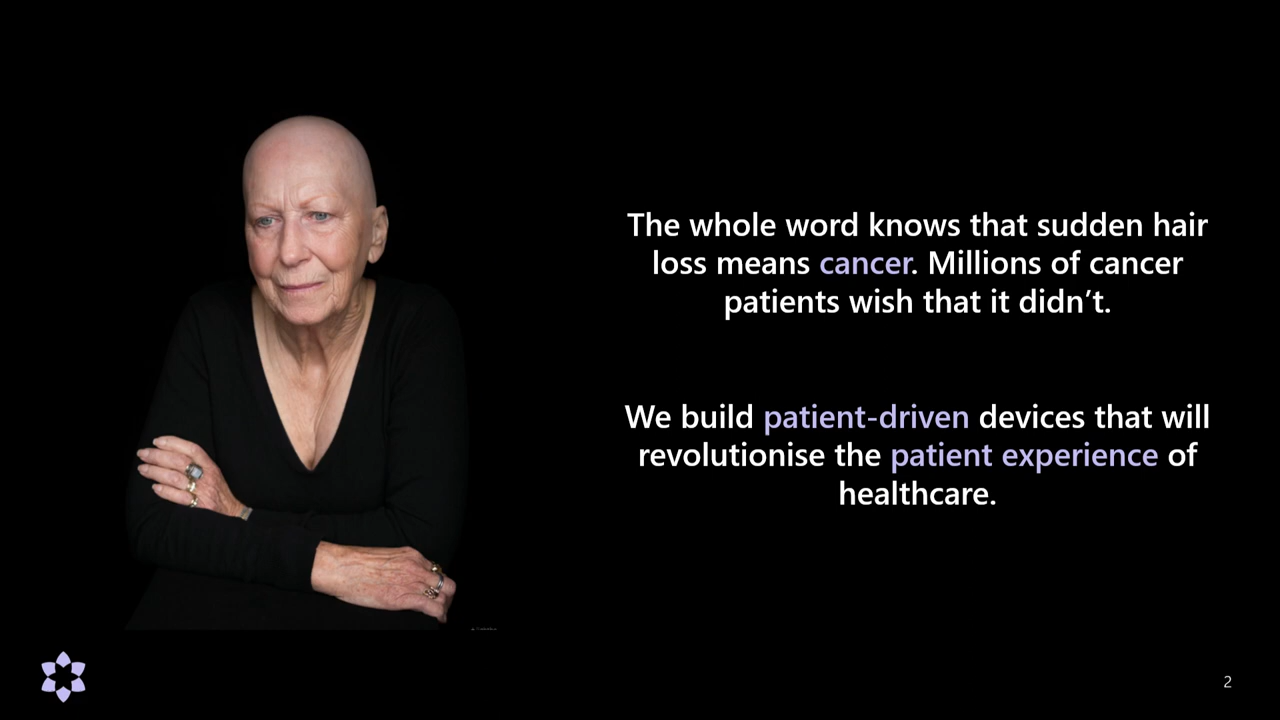 The whole word knows that sudden hair
loss means cancer. Millions of cancer
patients wish that it didn’t.
We build patient-driven devices that will
revolutionise the patient experience of
healthcare.
2